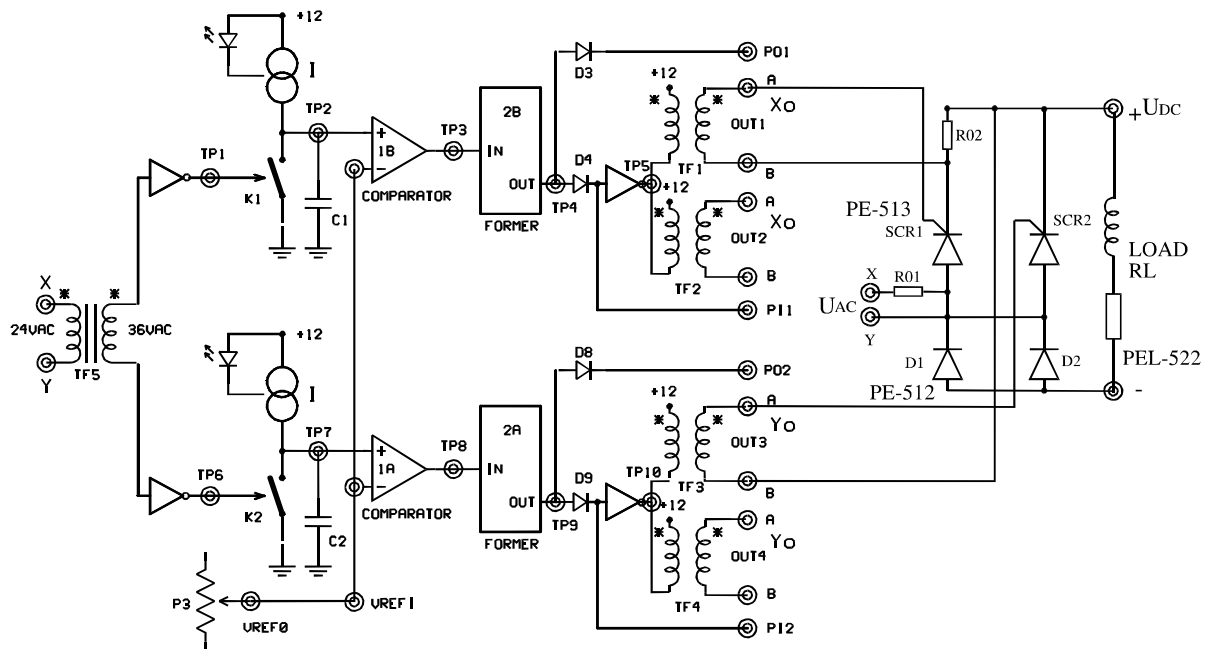 +12
I
TP2
TP1
K1
C1
+
1B
-
COMPARATOR
TP3
2B
IN
OUT
FORMER
TP4
D3
D4
PO1
+12
A
XO
OUT1
TF1
B
TP5
+12
A
XO
OUT2
TF2
B
PI1
X
24VAC
Y
TF5
36VAC
+12
I
TP7
TP6
K2
C2
+
1A
-
COMPARATOR
TP8
2A
IN
OUT
FORMER
TP9
D8
D9
PO2
+12
A
YO
OUT3
TF3
B
TP10
+12
A
YO
OUT4
TF4
B
PI2
P3
VREF0
VREFI
R02
+UDC
PE-513
SCR1
SCR2
X
R01
UAC
Y
LOAD
RL
D1
D2
PE-512
PEL-522
-